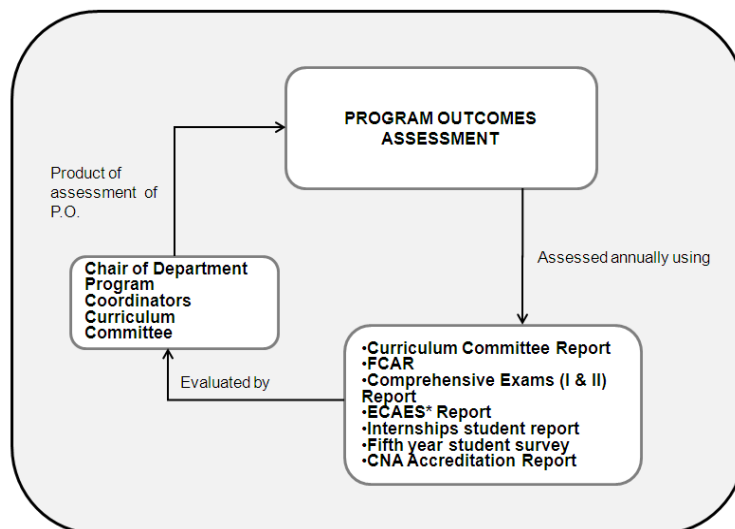 PROGRAM OUTCOMES
ASSESSMENT
Product of
assessment of
P.O.
Assessed annually using
Chair of Department
Program
Coordinators
Curriculum
Committee
•Curriculum Committee Report
•FCAR
•Comprehensive Exams (I & II)
Report
•ECAES* Report
•Internships student report
•Fifth year student survey
•CNA Accreditation Report
Evaluated by